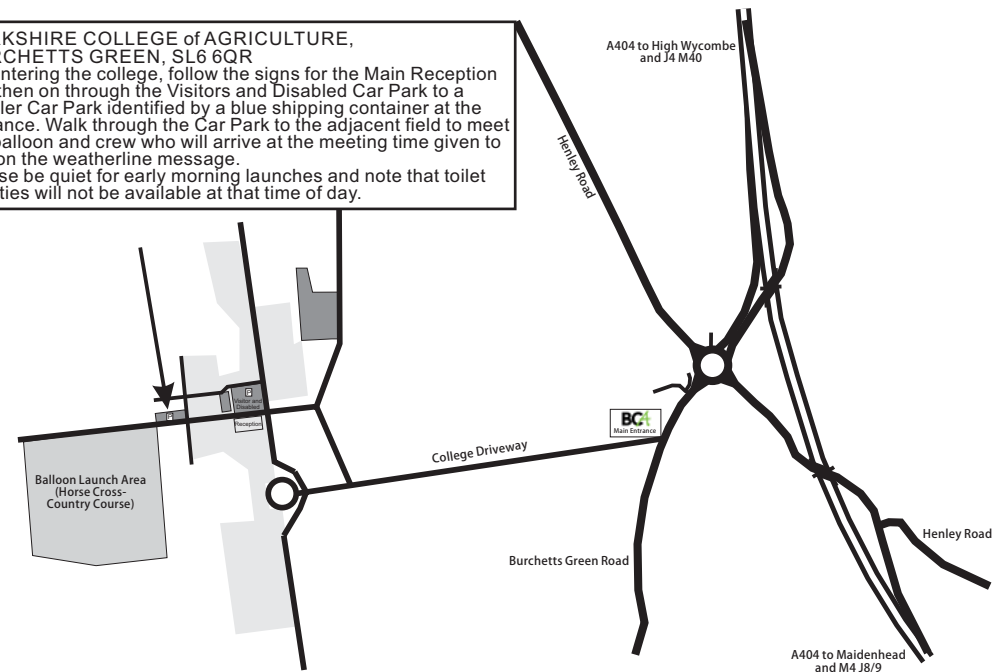 KSHIRE COLLEGE of AGRICULTURE,
CHETTS GREEN, SL6 6QR
ntering the college, follow the signs for the Main Reception
then on through the Visitors and Disabled Car Park to a
ler Car Park identified by a blue shipping container at the
ance. Walk through the Car Park to the adjacent field to meet
balloon and crew who will arrive at the meeting time given to
on the weatherline message.
se be quiet for early morning launches and note that toilet
ties will not be available at that time of day.
A404 to High Wycombe
and J4 M40
Henley Road
Visitor and
Disabled
Reception
BCA
Main Entrance
College Driveway
Balloon Launch Area
(Horse Cross-
Country Course)
Burchetts Green Road
Henley Road
A404 to Maidenhead
and M4 J8/9